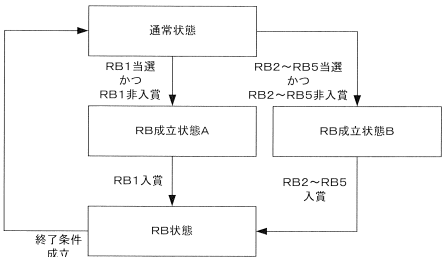 通常状態
RB1当選
かつ
RB1非入賞
RB2～RB5当選
かつ
RB2～RB5非入賞
RB成立状態A
RB成立状態B
RB1入賞
RB2～RB5
入賞
RB状態
終了条件
成立